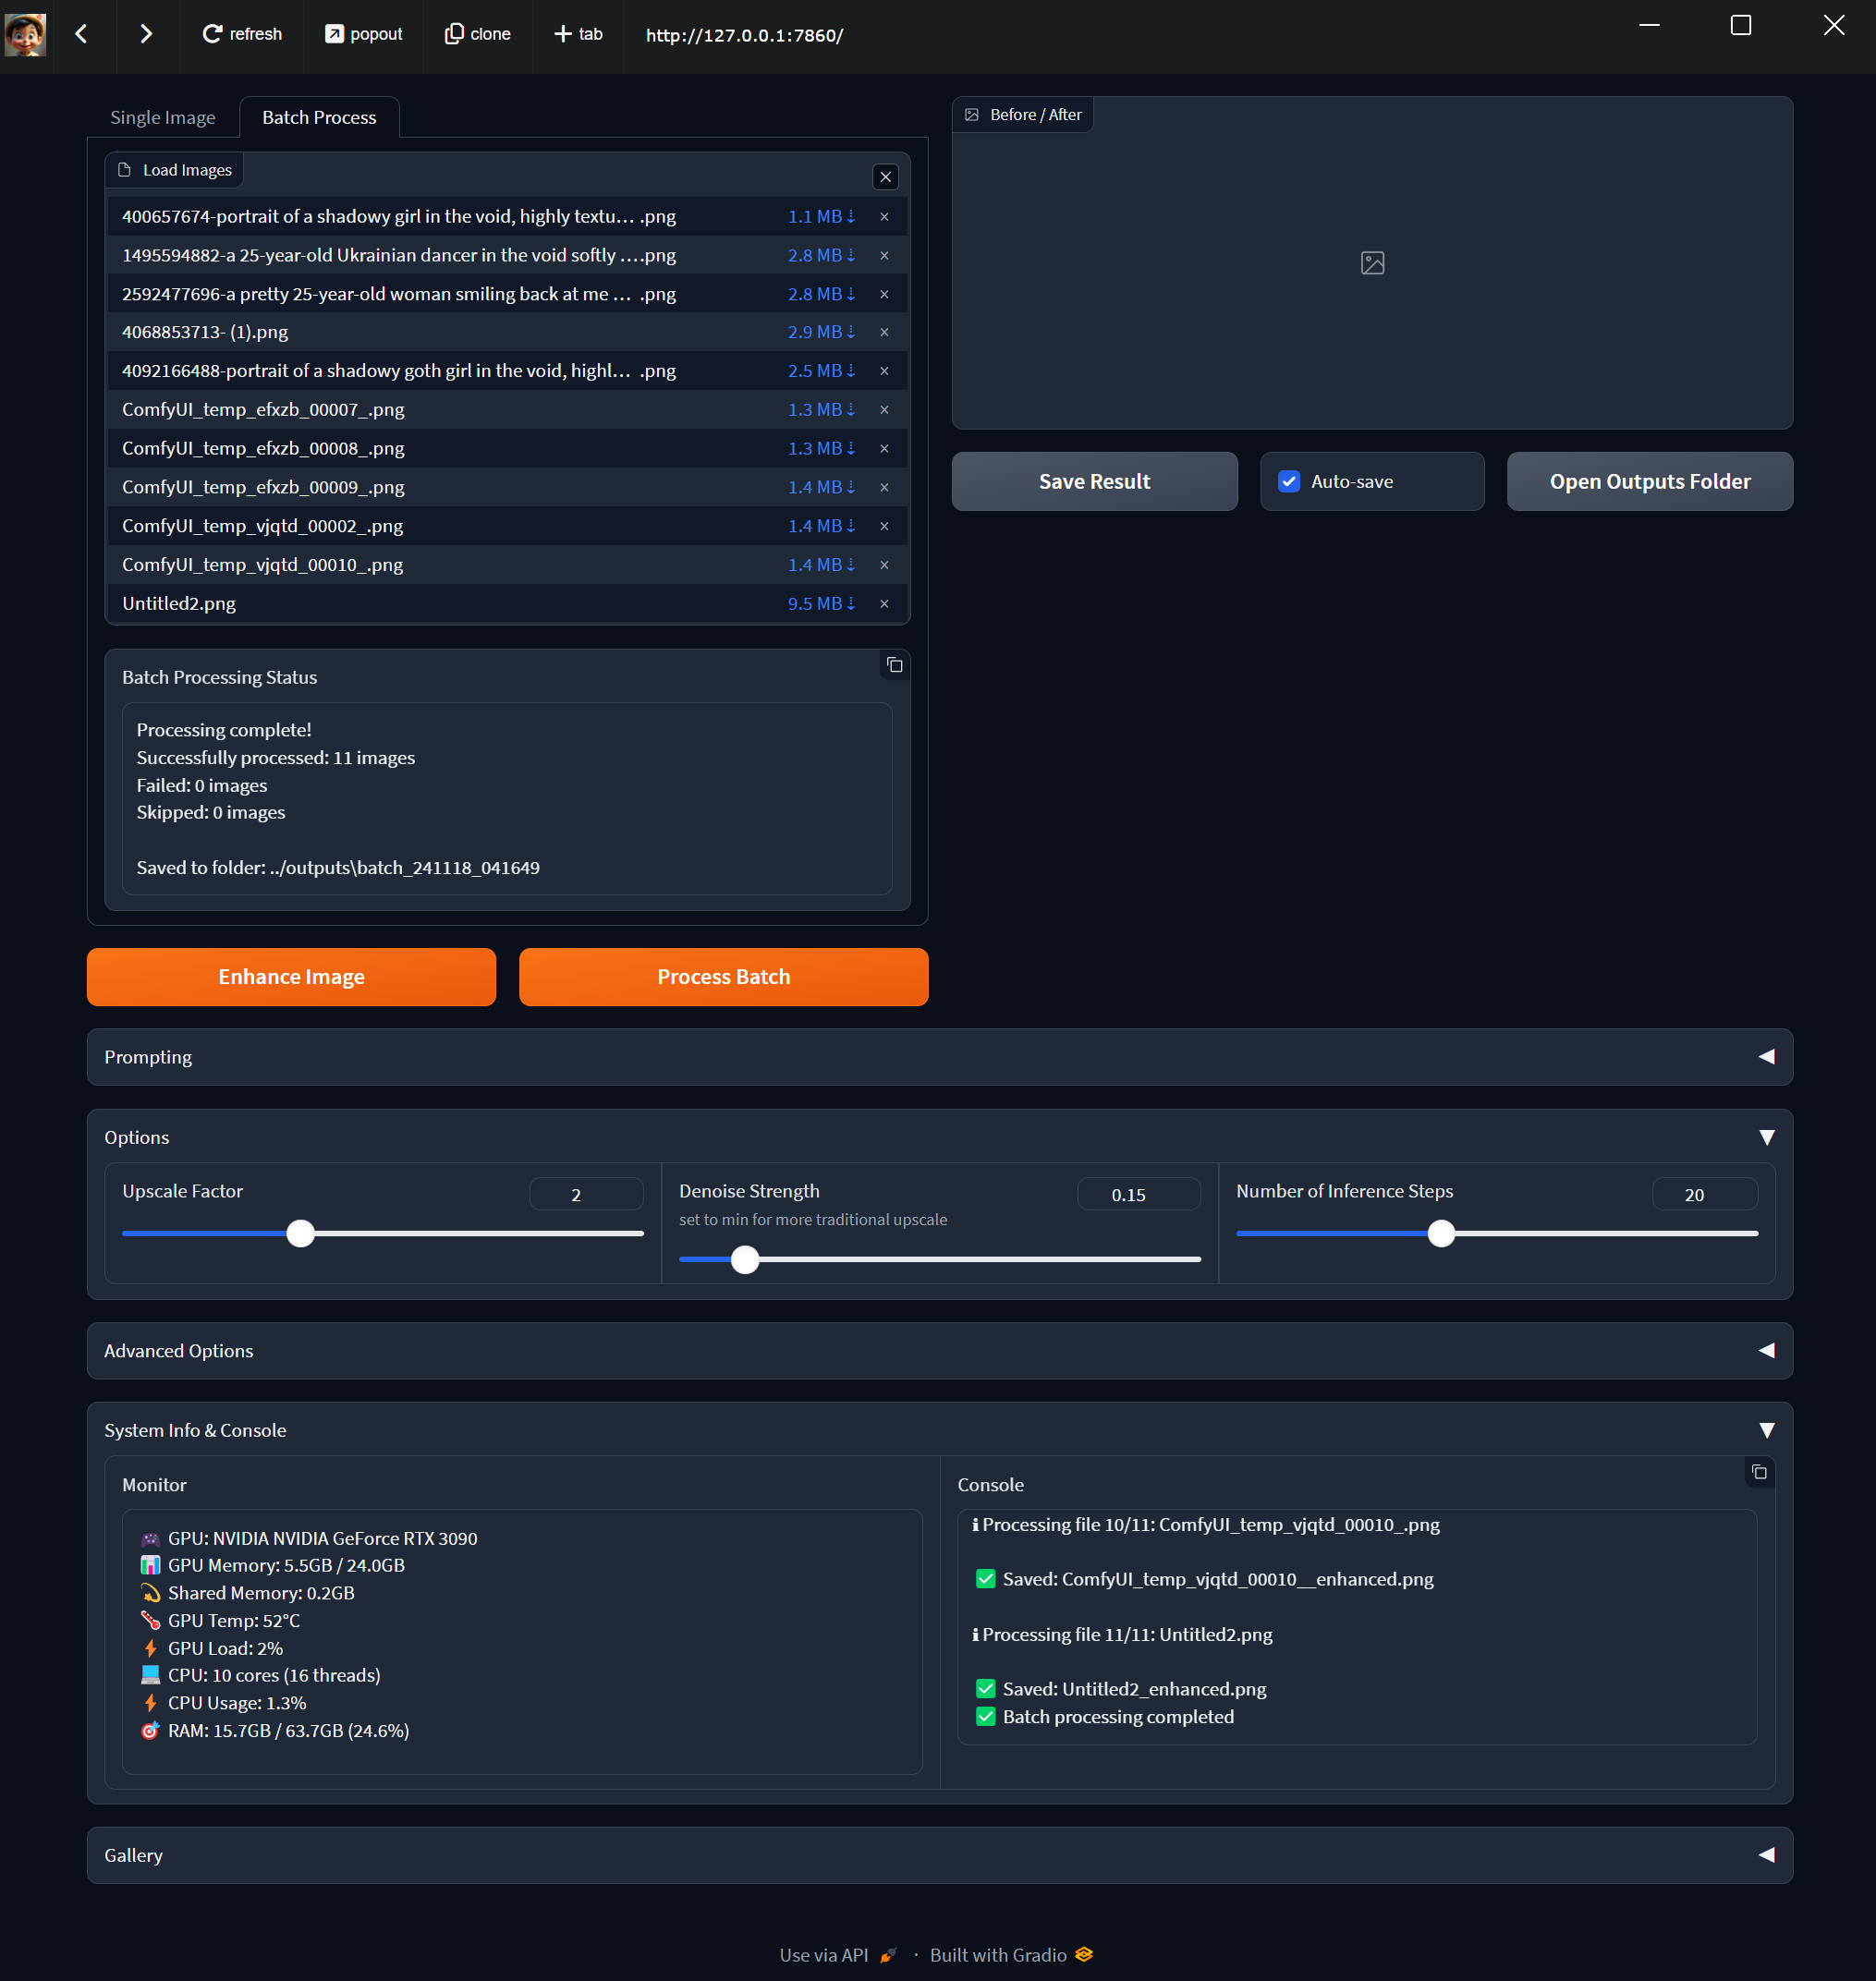 refresh
popout
clone
tab
http://127.0.0.1:7860/
Single Image
Batch Process
Load Images
400657674-portrait of a shadowy girl in the void, highly textu… .png 1.1 MB⇣ ×
1495594882-a 25-year-old Ukrainian dancer in the void softly ….png 2.8 MB⇣ ×
2592477696-a pretty 25-year-old woman smiling back at me … .png 2.8 MB⇣ ×
4068853713- (1).png 2.9 MB⇣ ×
4092166488-portrait of a shadowy goth girl in the void, highl… .png 2.5 MB⇣ ×
ComfyUI_temp_efxzb_00007_.png 1.3 MB⇣ ×
ComfyUI_temp_efxzb_00008_.png 1.3 MB⇣ ×
ComfyUI_temp_efxzb_00009_.png 1.4 MB⇣ ×
ComfyUI_temp_vjqtd_00002_.png 1.4 MB⇣ ×
ComfyUI_temp_vjqtd_00010_.png 1.4 MB⇣ ×
Untitled2.png 9.5 MB⇣ ×
Batch Processing Status
Processing complete!
Successfully processed: 11 images
Failed: 0 images
Skipped: 0 images
Saved to folder: ../outputs\batch_241118_041649
Before / After
Save Result
Auto-save
Open Outputs Folder
Enhance Image
Process Batch
Prompting
Options
Upscale Factor 2
Denoise Strength 0.15
set to min for more traditional upscale
Number of Inference Steps 20
Advanced Options
System Info & Console
Monitor
GPU: NVIDIA NVIDIA GeForce RTX 3090
GPU Memory: 5.5GB / 24.0GB
Shared Memory: 0.2GB
GPU Temp: 52°C
GPU Load: 2%
CPU: 10 cores (16 threads)
CPU Usage: 1.3%
RAM: 15.7GB / 63.7GB (24.6%)
Console
ℹ Processing file 10/11: ComfyUI_temp_vjqtd_00010_.png
✅ Saved: ComfyUI_temp_vjqtd_00010__enhanced.png
ℹ Processing file 11/11: Untitled2.png
✅ Saved: Untitled2_enhanced.png
✅ Batch processing completed
Gallery
Use via API · Built with Gradio